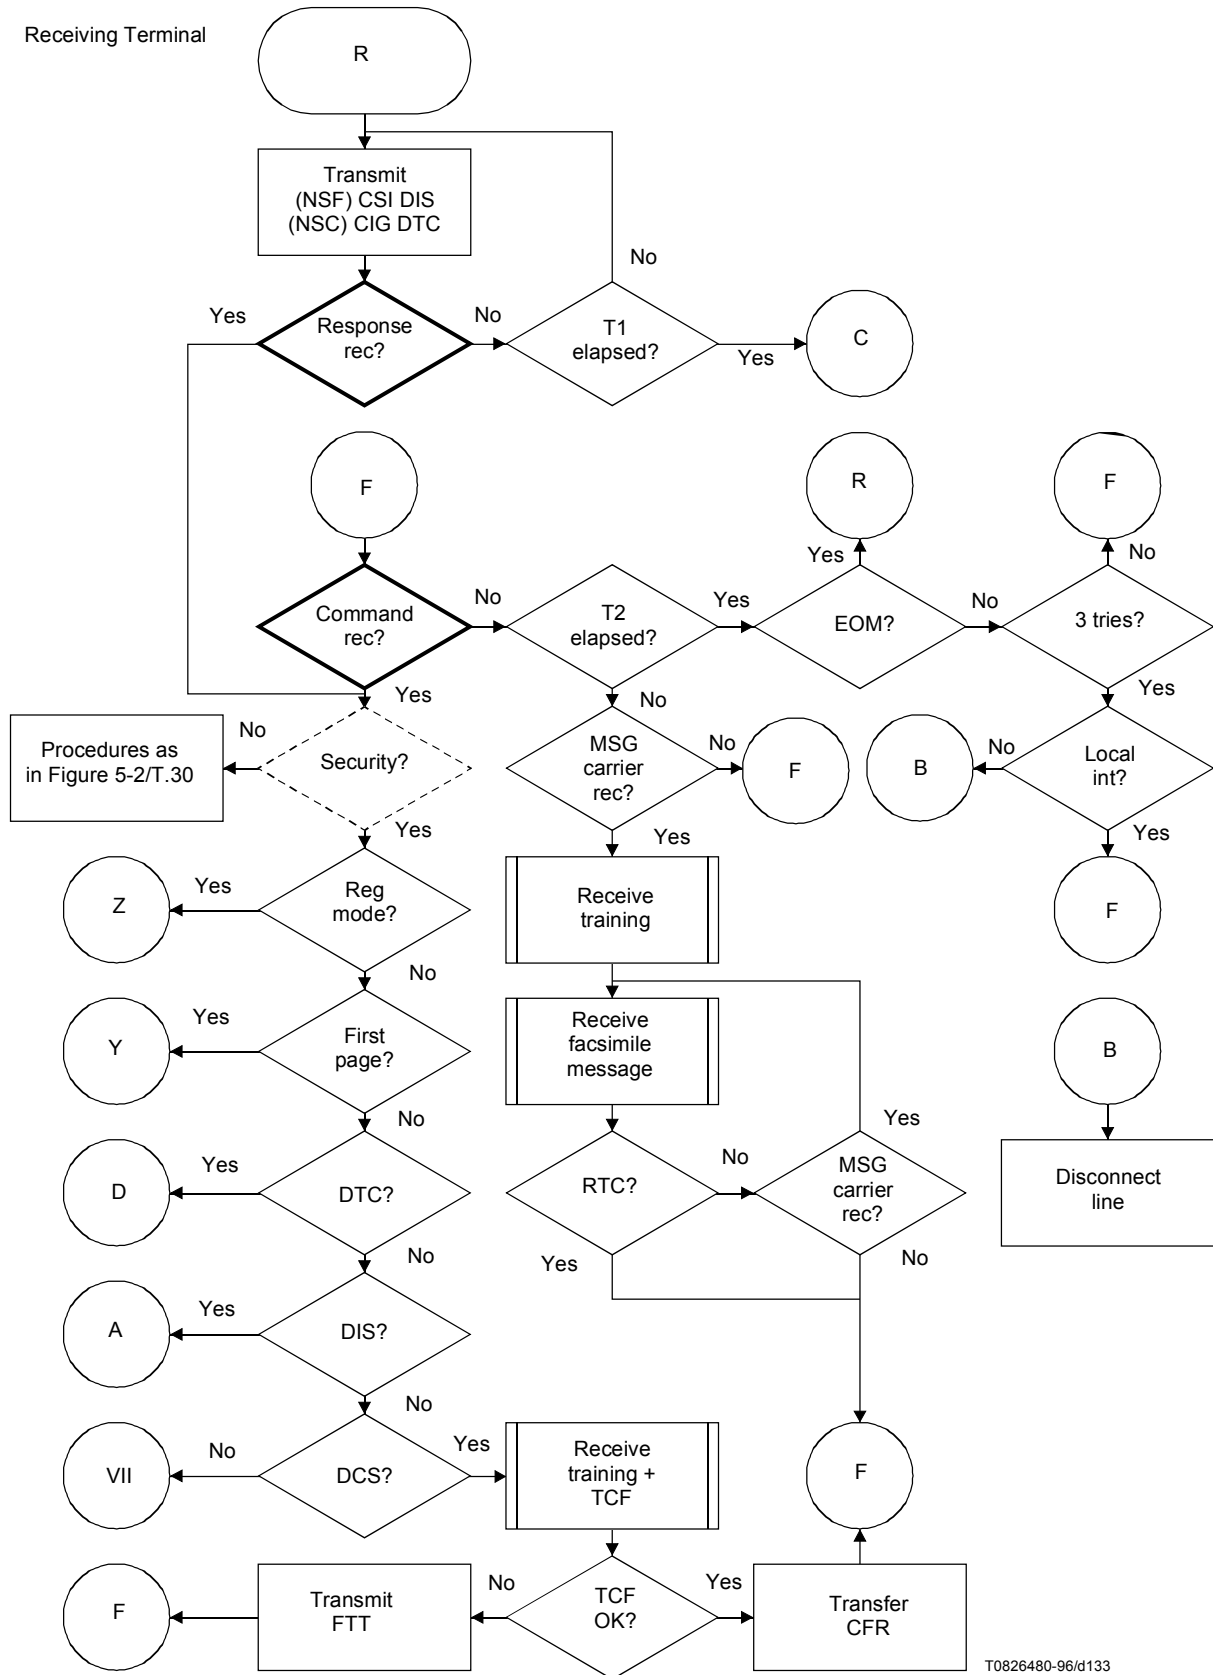 Receiving Terminal
R
Transmit
(NSF) CSI DIS
(NSC) CIG DTC
No
Yes
Response
rec?
No
T1
elapsed?
Yes
C
F
R
F
Yes
No
Command
rec?
No
T2
elapsed?
Yes
EOM?
No
3 tries?
Yes
No
Yes
Procedures as
in Figure 5-2/T.30
No
Security?
MSG
carrier
rec?
No
F
B
No
Local
int?
Yes
Yes
Yes
Z
Yes
Reg
mode?
Receive
training
F
No
Y
Yes
First
page?
Receive
facsimile
message
B
No
Yes
D
Yes
DTC?
RTC?
No
MSG
carrier
rec?
Disconnect
line
No
Yes
No
A
Yes
DIS?
No
VII
No
DCS?
Yes
Receive
training +
TCF
F
F
Transmit
FTT
No
TCF
OK?
Yes
Transfer
CFR
T0826480-96/d133